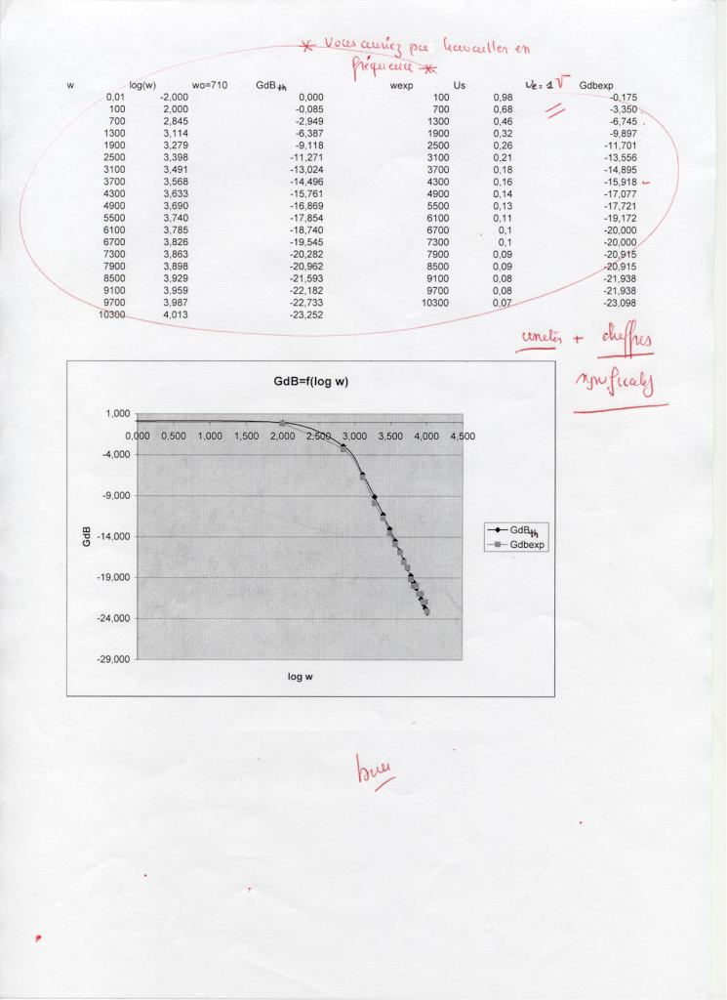 * Vous auriez pu travailler en
fréquence *
w log(w) wo=710 GdB th wexp Us Ue = 1 V Gdbexp
0,01 -2,000 0,000 100 0,98 -0,175
100 2,000 -0,085 700 0,68 -3,350
700 2,845 -2,949 1300 0,46 -6,745
1300 3,114 -6,387 1900 0,32 -9,897
1900 3,279 -9,118 2500 0,26 -11,701
2500 3,398 -11,271 3100 0,21 -13,556
3100 3,491 -13,024 3700 0,18 -14,895
3700 3,568 -14,496 4300 0,16 -15,918
4300 3,633 -15,761 4900 0,14 -17,077
4900 3,690 -16,869 5500 0,13 -17,721
5500 3,740 -17,854 6100 0,11 -19,172
6100 3,785 -18,740 6700 0,1 -20,000
6700 3,826 -19,545 7300 0,1 -20,000
7300 3,863 -20,282 7900 0,09 -20,915
7900 3,898 -20,962 8500 0,09 -20,915
8500 3,929 -21,593 9100 0,08 -21,938
9100 3,959 -22,182 9700 0,08 -21,938
9700 3,987 -22,733 10300 0,07 -23,098
10300 4,013 -23,252
unités + chiffres
significatifs
GdB=f(log w)
1,000
0,000 0,500 1,000 1,500 2,000 2,500 3,000 3,500 4,000 4,500
-4,000
-9,000
-14,000
-19,000
-24,000
-29,000
GdB
log w
GdB th
Gdbexp
bien